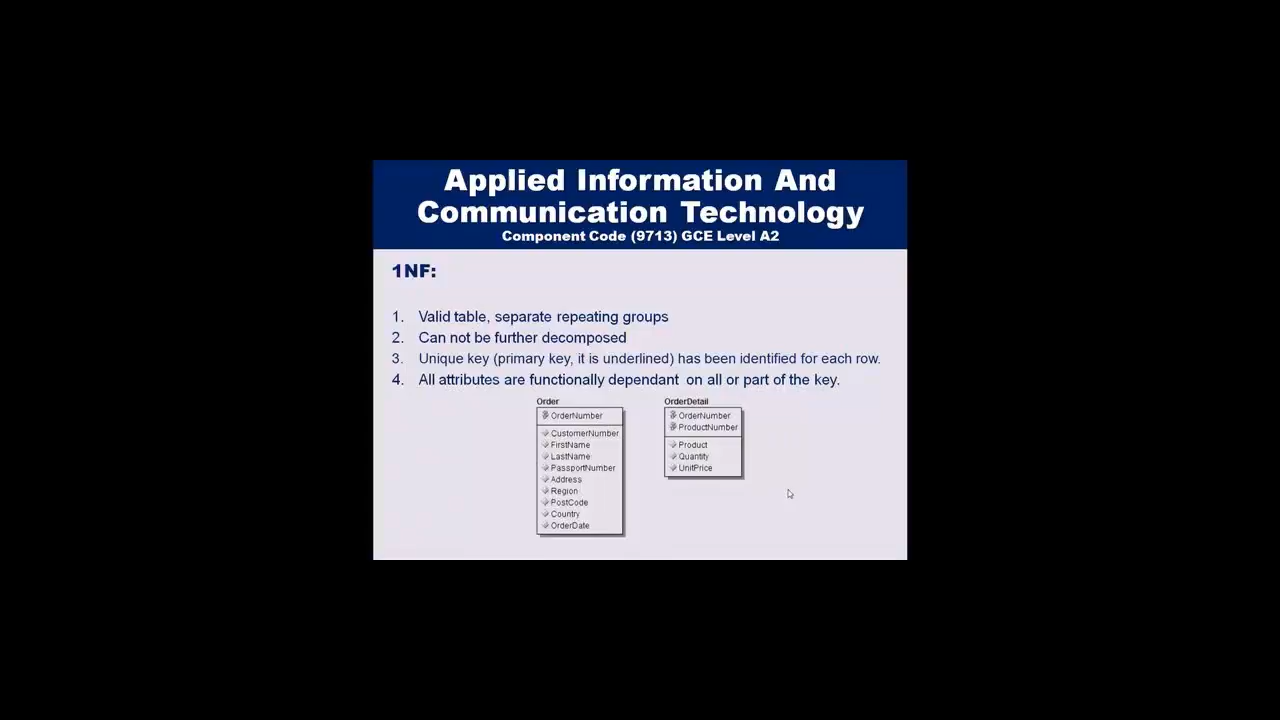 Applied Information And
Communication Technology
Component Code (9713) GCE Level A2
1NF:
1. Valid table, separate repeating groups
2. Can not be further decomposed
3. Unique key (primary key, it is underlined) has been identified for each row.
4. All attributes are functionally dependant on all or part of the key.
Order
OrderNumber
CustomerNumber
FirstName
LastName
PassportNumber
Address
Region
PostCode
Country
OrderDate
OrderDetail
OrderNumber
ProductNumber
Product
Quantity
UnitPrice